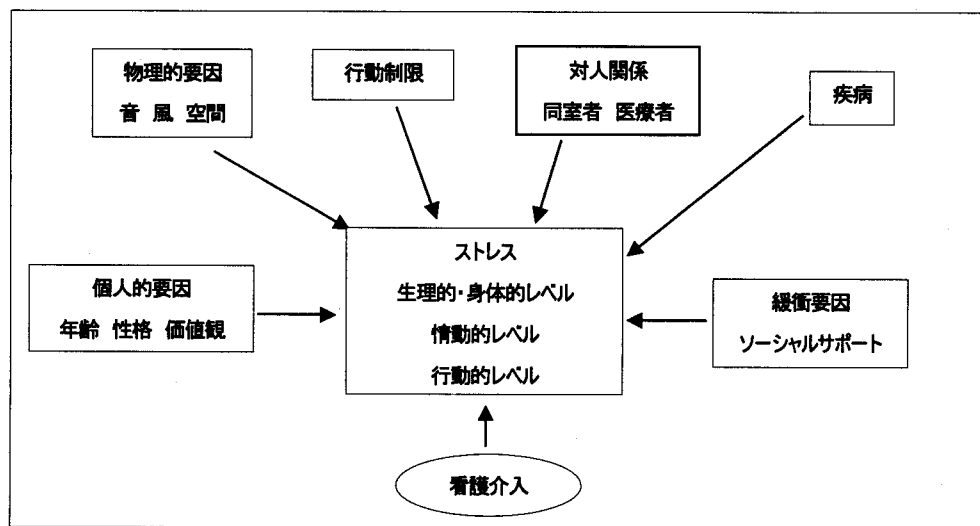 物理的要因
音 風 空間
行動制限
対人関係
同室者 医療者
疾病
ストレス
生理的・身体的レベル
情動的レベル
行動的レベル
個人的要因
年齢 性格 価値観
緩衝要因
ソーシャルサポート
看護介入